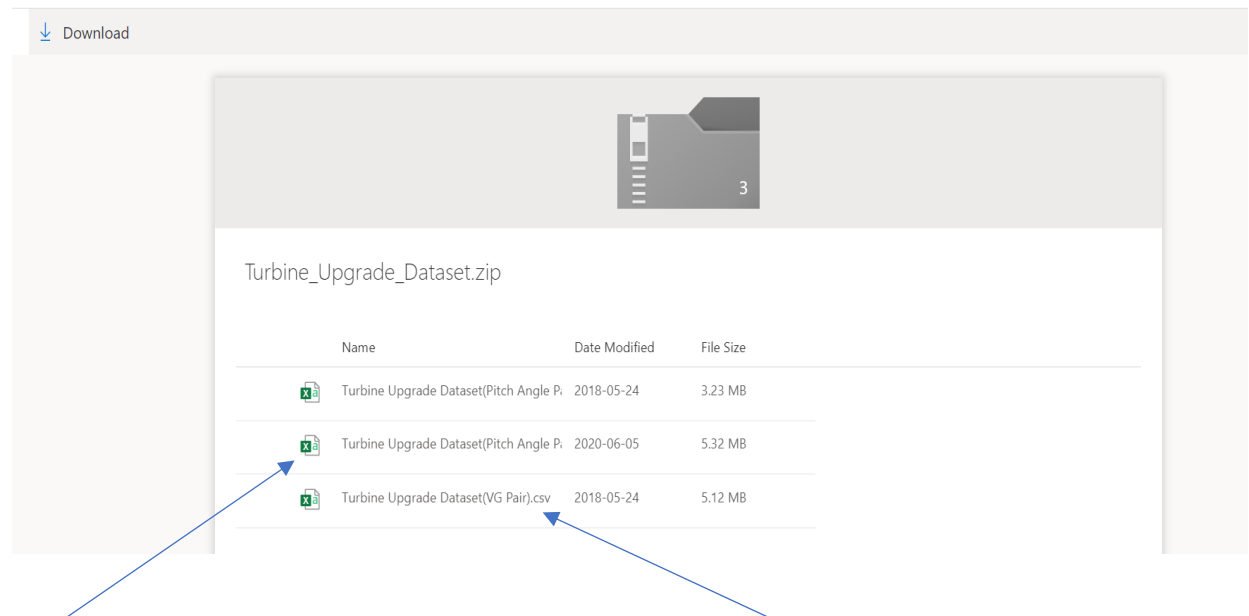 Download
3
Turbine_Upgrade_Dataset.zip
Name Date Modified File Size
Turbine Upgrade Dataset(Pitch Angle Pa 2018-05-24 3.23 MB
Turbine Upgrade Dataset(Pitch Angle Pa 2020-06-05 5.32 MB
Turbine Upgrade Dataset(VG Pair).csv 2018-05-24 5.12 MB